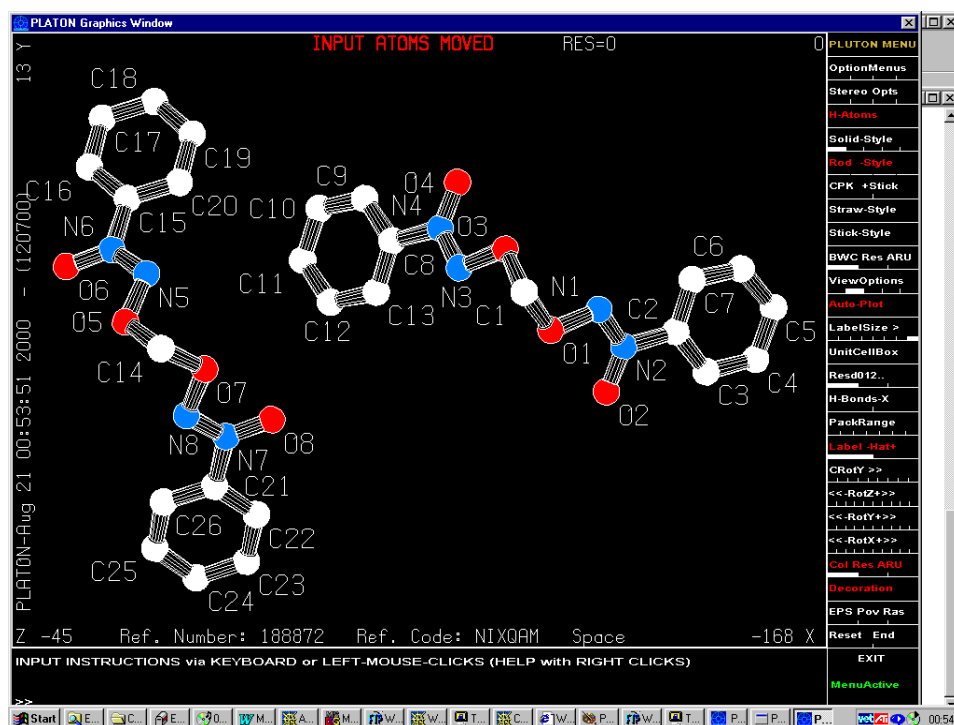 PLATON Graphics Window
INPUT ATOMS MOVED RES=0 0
13 Y
PLATON-Aug 21 00:53:51 2000 - (120700)
C18
C17
C19
C16
C15
C20
N6
O6
N5
O5
C14
O7
N8
N7
O8
C21
C26
C22
C25
C23
C24
C9
O4
C10
N4
O3
C11
C8
N3
C12
C13
C1
N1
C6
C2
C7
C5
O1
N2
C4
C3
O2
Z -45 Ref. Number: 188872 Ref. Code: NIXQAM Space -168 X
PLUTON MENU
OptionMenus
Stereo Opts
H-Atoms
Solid-Style
Rod -Style
CPK +Stick
Straw-Style
Stick-Style
BWC Res ARU
ViewOptions
Auto-Plot
LabelSize >
UnitCellBox
Resd012..
H-Bonds-X
PackRange
Label -Hat+
CRotY >>
<<-RotZ+>>
<<-RotY+>>
<<-RotX+>>
Col Res ARU
Decoration
EPS Pov Ras
Reset End
EXIT
MenuActive
INPUT INSTRUCTIONS via KEYBOARD or LEFT-MOUSE-CLICKS (HELP with RIGHT CLICKS)
>>
Start E... C... E... O... M... A... M... W... W... T... C... W... P... W... T... P... P... P... 00:54